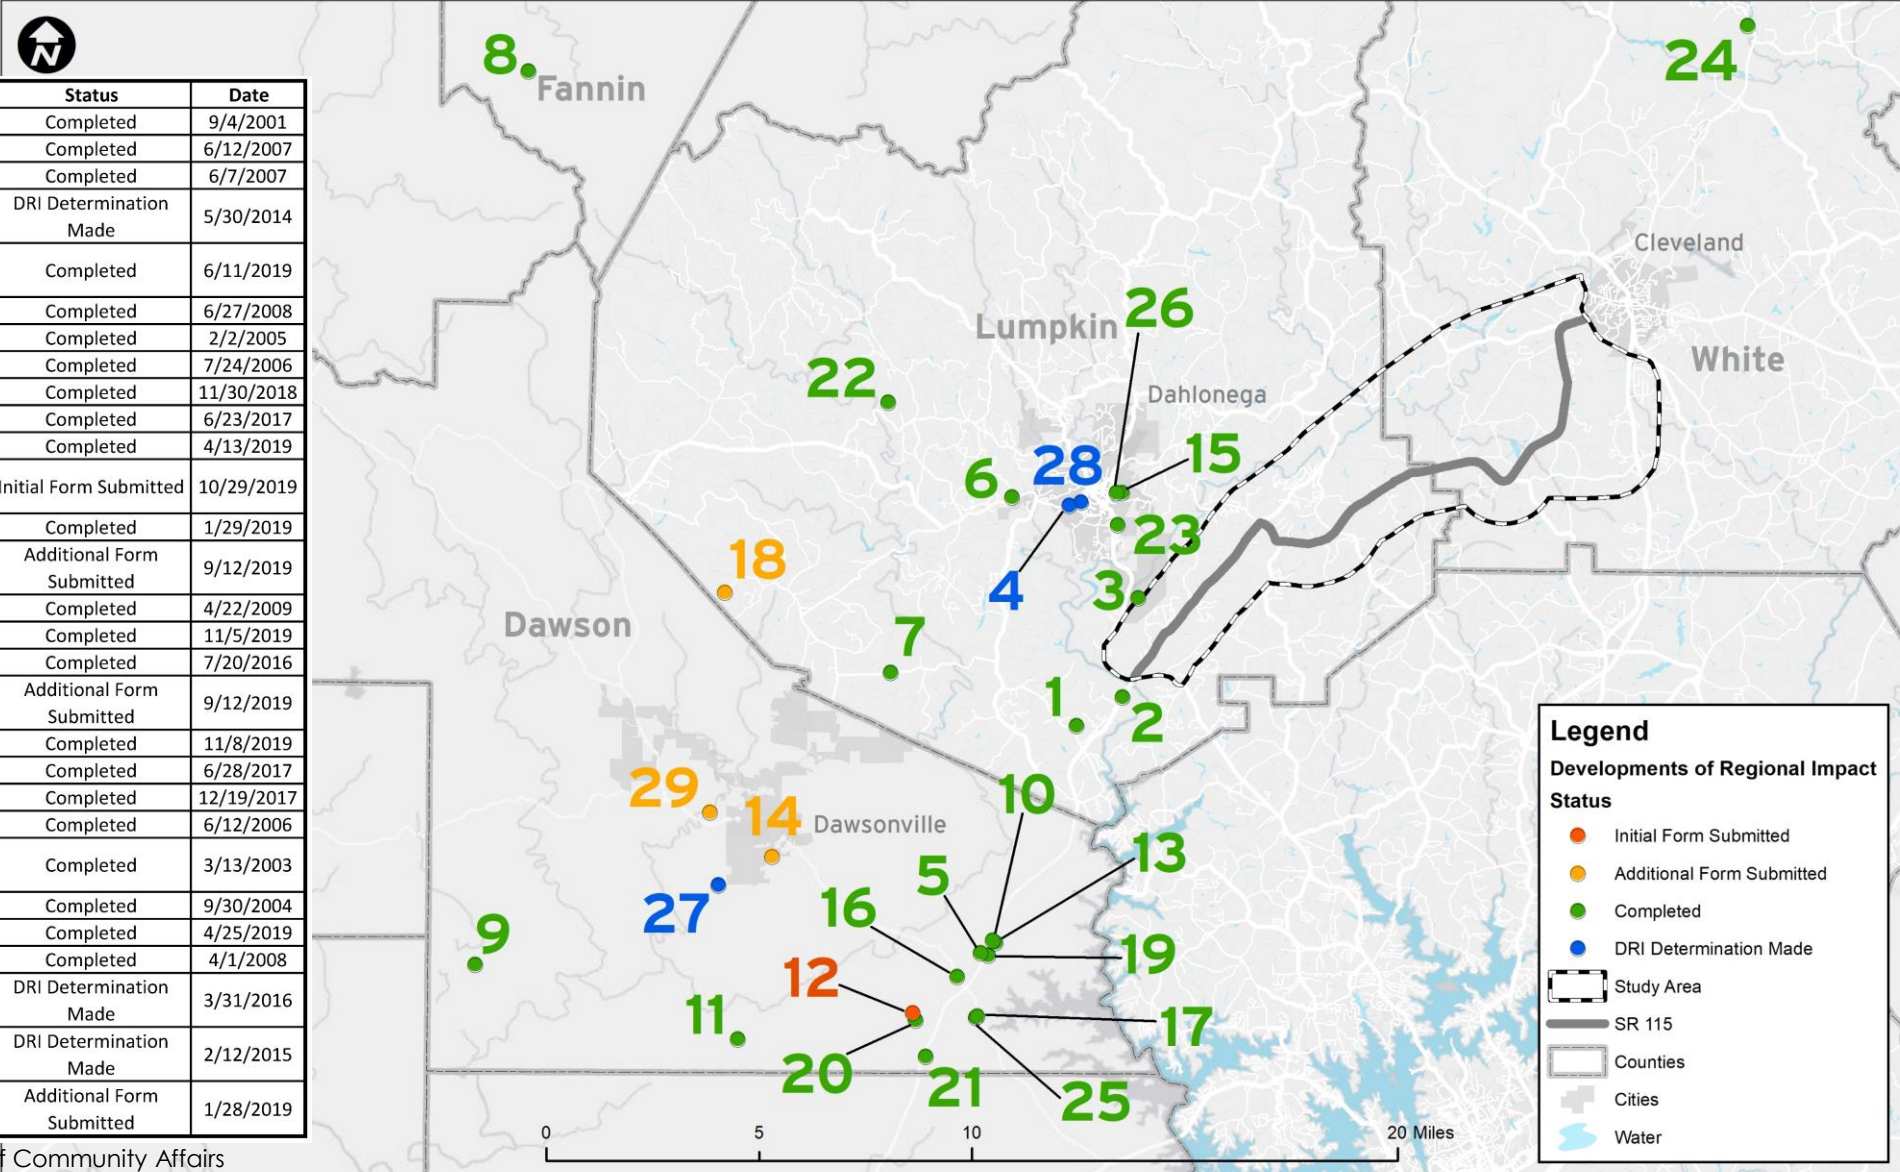 N
Status Date
Completed 9/4/2001
Completed 6/12/2007
Completed 6/7/2007
DRI Determination
Made 5/30/2014
Completed 6/11/2019
Completed 6/27/2008
Completed 2/2/2005
Completed 7/24/2006
Completed 11/30/2018
Completed 6/23/2017
Completed 4/13/2019
Initial Form Submitted 10/29/2019
Completed 1/29/2019
Additional Form
Submitted 9/12/2019
Completed 4/22/2009
Completed 11/5/2019
Completed 7/20/2016
Additional Form
Submitted 9/12/2019
Completed 11/8/2019
Completed 6/28/2017
Completed 12/19/2017
Completed 6/12/2006
Completed 3/13/2003
Completed 9/30/2004
Completed 4/25/2019
Completed 4/1/2008
DRI Determination
Made 3/31/2016
DRI Determination
Made 2/12/2015
Additional Form
Submitted 1/28/2019
f Community Affairs
8
Fannin
24
Cleveland
26
Lumpkin
White
22
Dahlonega
15
28
6
23
18
4
3
Dawson
7
1
2
29
10
14
Dawsonville
13
5
16
27
9
19
12
11
17
20
21
25
0 5 10 20 Miles
Legend
Developments of Regional Impact
Status
Initial Form Submitted
Additional Form Submitted
Completed
DRI Determination Made
Study Area
SR 115
Counties
Cities
Water